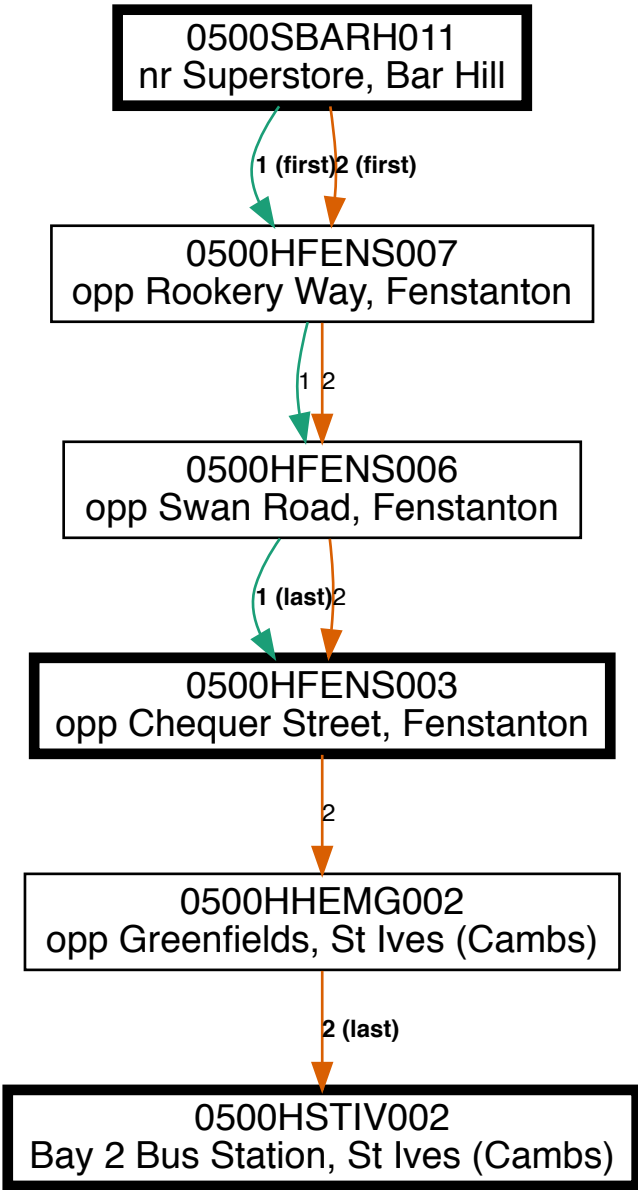 0500SBARH011
nr Superstore, Bar Hill
1 (first)
2 (first)
0500HFENS007
opp Rookery Way, Fenstanton
1
2
0500HFENS006
opp Swan Road, Fenstanton
1 (last)
2
0500HFENS003
opp Chequer Street, Fenstanton
2
0500HHEMG002
opp Greenfields, St Ives (Cambs)
2 (last)
0500HSTIV002
Bay 2 Bus Station, St Ives (Cambs)